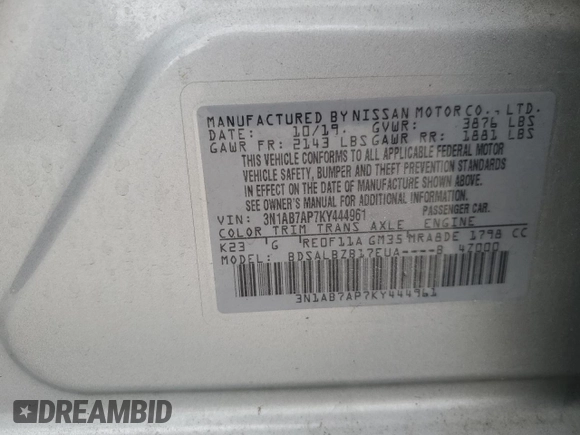 MANUFACTURED BY NISSAN MOTOR CO., LTD.
DATE: 10/19. GVWR: 3876 LBS
GAWR FR: 2143 LBS GAWR RR: 1881 LBS
THIS VEHICLE CONFORMS TO ALL APPLICABLE FEDERAL MOTOR
VEHICLE SAFETY, BUMPER AND THEFT PREVENTION STANDARDS
IN EFFECT ON THE DATE OF MANUFACTURE SHOWN ABOVE.
SEE OWNER'S MANUAL FOR ADDITIONAL INFORMATION
VIN: 3N1AB7AP7KY444961 PASSENGER CAR.
COLOR TRIM TRANS AXLE ENGINE
K23 'G 'RE0F11A GM35 MRA8DE 1798 CC
MODEL: BDSALBZB17EUA----B 47000
3N1AB7AP7KY444961
DREAMBID